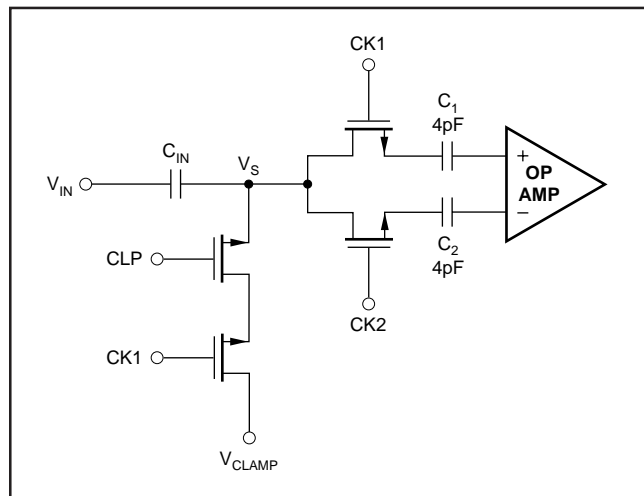 CK1
C1
4pF
CIN
VS
VIN
+
OP
AMP
–
CLP
C2
4pF
CK2
CK1
VCLAMP